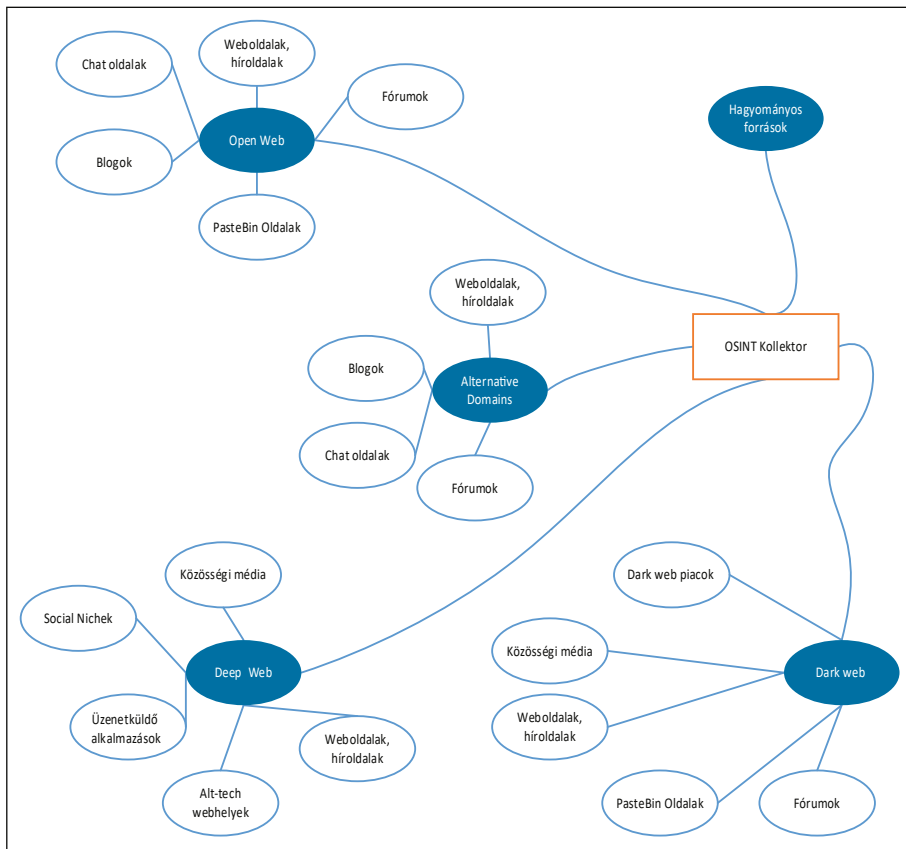 Weboldalak,
híroldalak
Chat oldalak
Fórumok
Open Web
Blogok
PasteBin Oldalak
Hagyományos
források
Weboldalak,
híroldalak
OSINT Kollektor
Blogok
Alternative
Domains
Chat oldalak
Fórumok
Közösségi média
Social Nichek
Deep Web
Üzenetküldő
alkalmazások
Weboldalak,
híroldalak
Alt-tech
webhelyek
Dark web piacok
Közösségi média
Dark web
Weboldalak,
híroldalak
PasteBin Oldalak
Fórumok